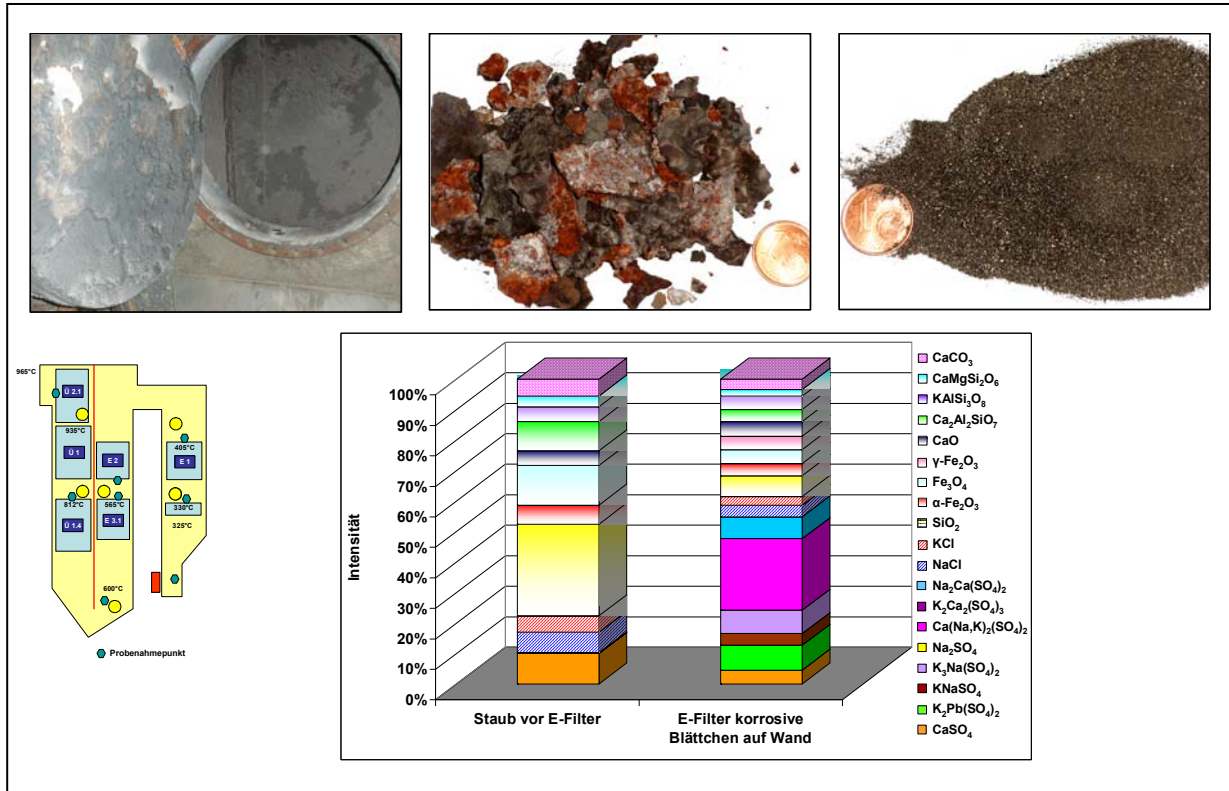 965°C
Ü 2.1
935°C
Ü 1
E 2
405°C
E 1
812°C
565°C
330°C
Ü 1.4
E 3.1
325°C
600°C
Probenahmepunkt
Intensität
100%
90%
80%
70%
60%
50%
40%
30%
20%
10%
0%
Staub vor E-Filter
E-Filter korrosive
Blättchen auf Wand
CaCO₃
CaMgSi₂O₆
KAlSi₃O₈
Ca₂Al₂SiO₇
CaO
γ-Fe₂O₃
Fe₃O₄
α-Fe₂O₃
SiO₂
KCl
NaCl
Na₂Ca(SO₄)₂
K₂Ca₂(SO₄)₃
Ca(Na,K)₂(SO₄)₂
Na₂SO₄
K₃Na(SO₄)₂
KNaSO₄
K₂Pb(SO₄)₂
CaSO₄